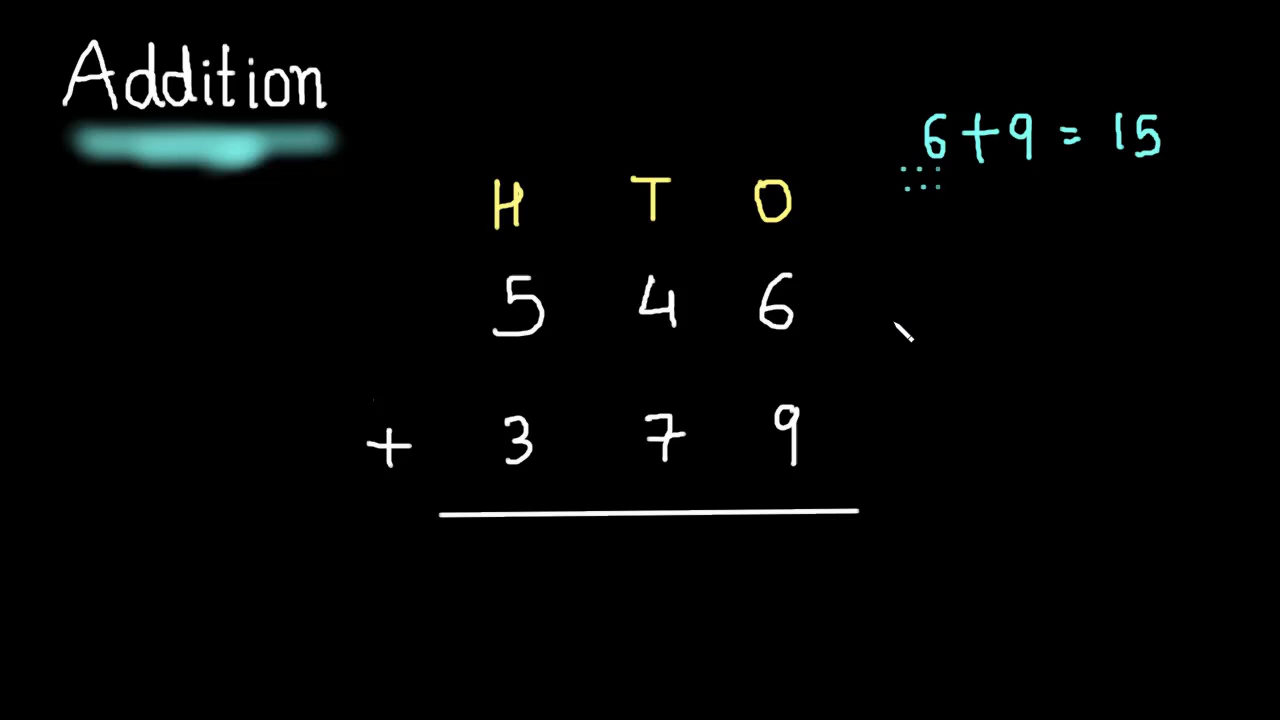 Addition
6 + 9 = 15
H T O
5 4 6
+ 3 7 9